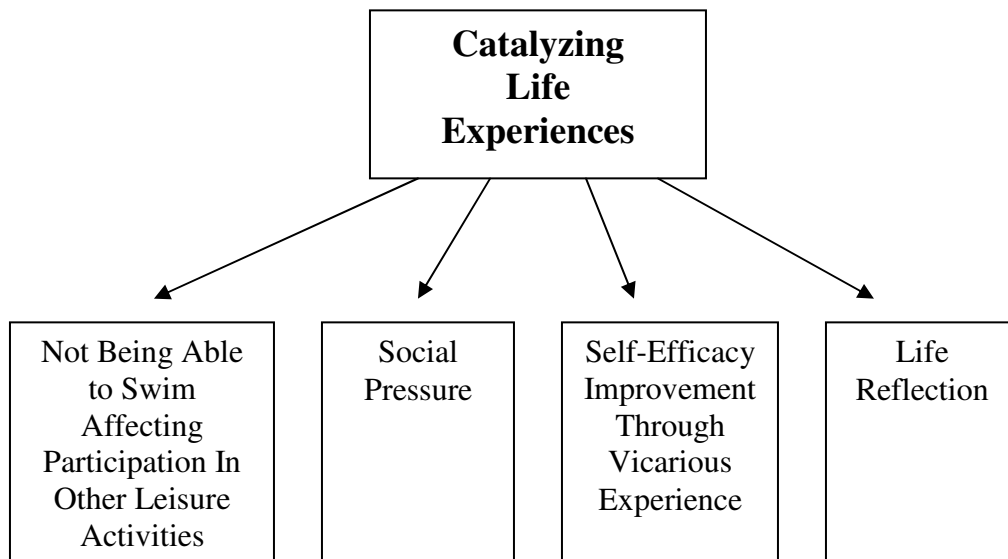 Catalyzing
Life
Experiences
Not Being Able
to Swim
Affecting
Participation In
Other Leisure
Activities
Social
Pressure
Self-Efficacy
Improvement
Through
Vicarious
Experience
Life
Reflection